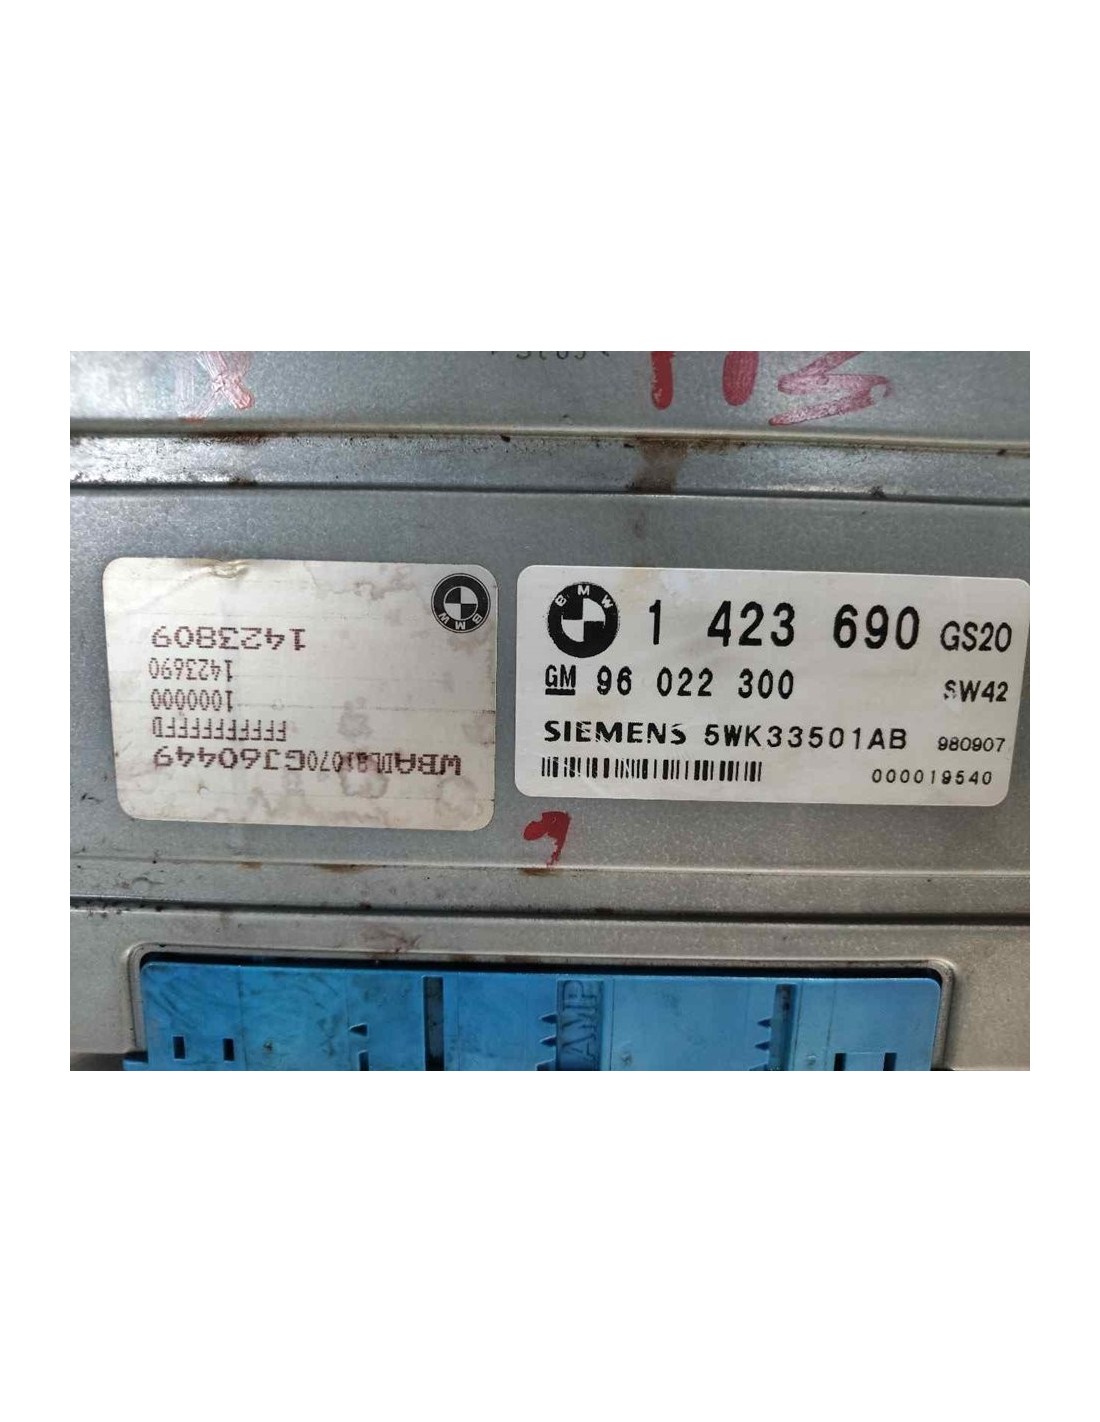 WBADL81070GJ60449
1000000
1423690
1423809
BMW
BMW
1 423 690 GS20
GM 96 022 300 SW42
SIEMENS 5WK33501AB 980907
000019540
AMP